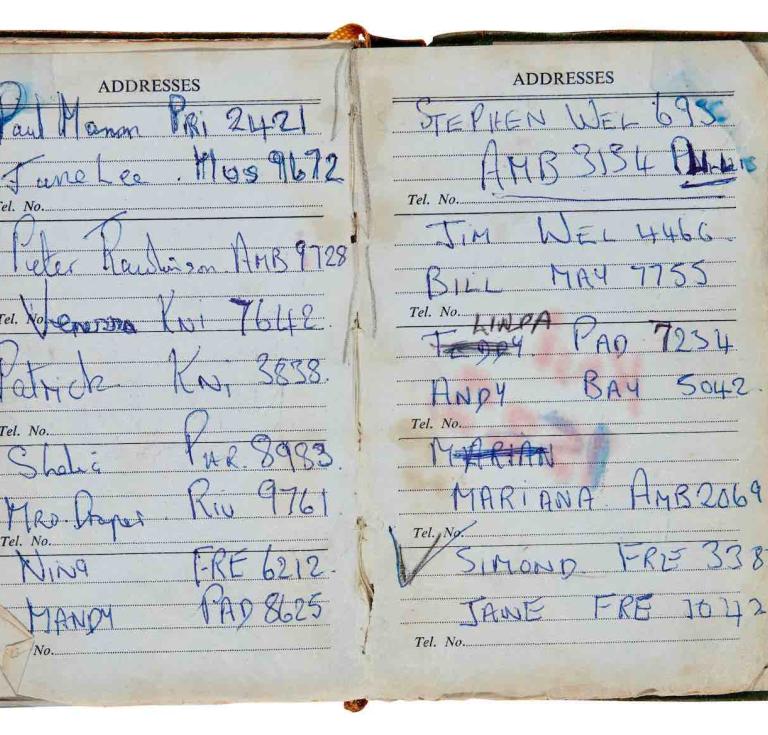 ADDRESSES
Paul Mann PRi 2421
June Lee. Mus 9672
Tel. No.
Peter Rawlinson AMB 9728
Tel. No.
KNi 7642
Patrick KNi 3838.
Tel. No.
PAR. 8983.
Mrs. Draper Riv 9761
Tel. No.
Nina FRE 6212.
MANDY PAD 8625
No.
ADDRESSES
STEPHEN WEL 695
AMB 3134
Tel. No.
JIM WEL 4466.
BILL MAY 7755
Tel. No.
LINDA
PAD 7234
ANDY BAY 5042.
Tel. No.
MARIAN
MARIANA. AMB 2069
Tel. No.
SIMOND FRE 338
JANE FRE 1042
Tel. No.